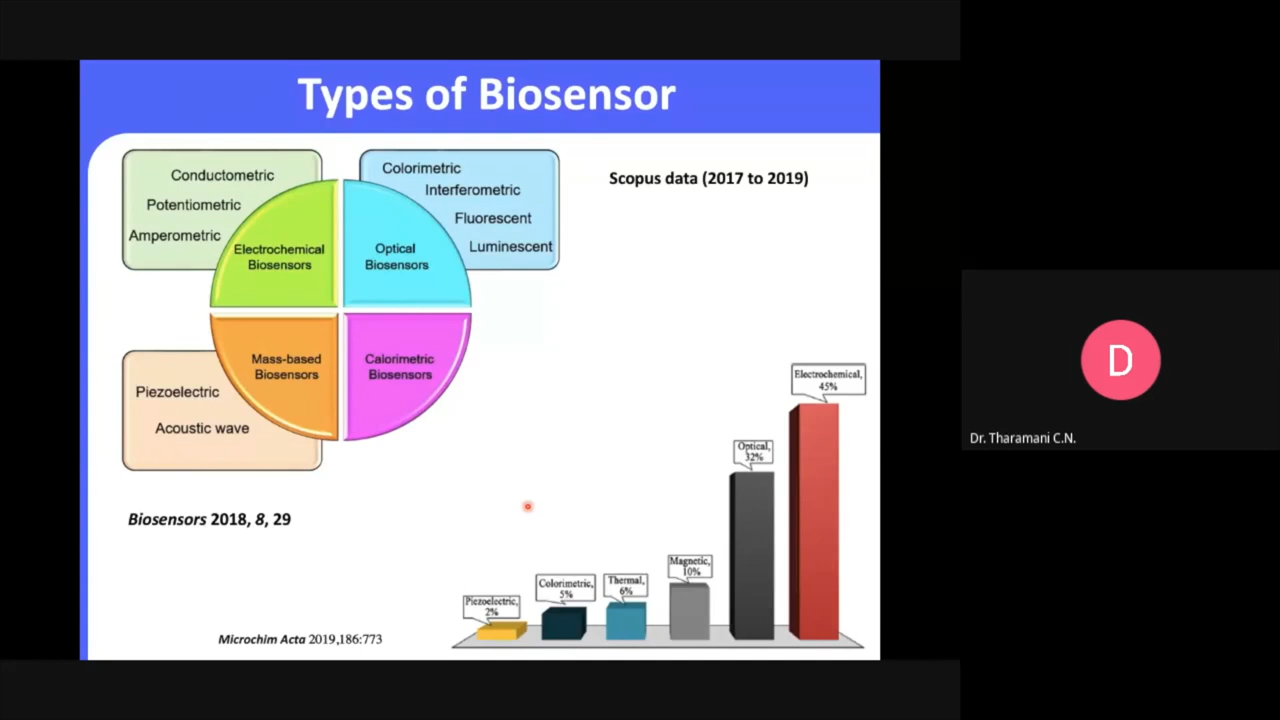 Types of Biosensor
Conductometric
Potentiometric
Amperometric
Electrochemical
Biosensors
Colorimetric
Interferometric
Fluorescent
Luminescent
Optical
Biosensors
Scopus data (2017 to 2019)
Mass-based
Biosensors
Calorimetric
Biosensors
Piezoelectric
Acoustic wave
Biosensors 2018, 8, 29
Piezoelectric,
2%
Colorimetric,
5%
Thermal,
6%
Magnetic,
10%
Optical,
32%
Electrochemical,
45%
Microchim Acta 2019,186:773
D
Dr. Tharamani C.N.